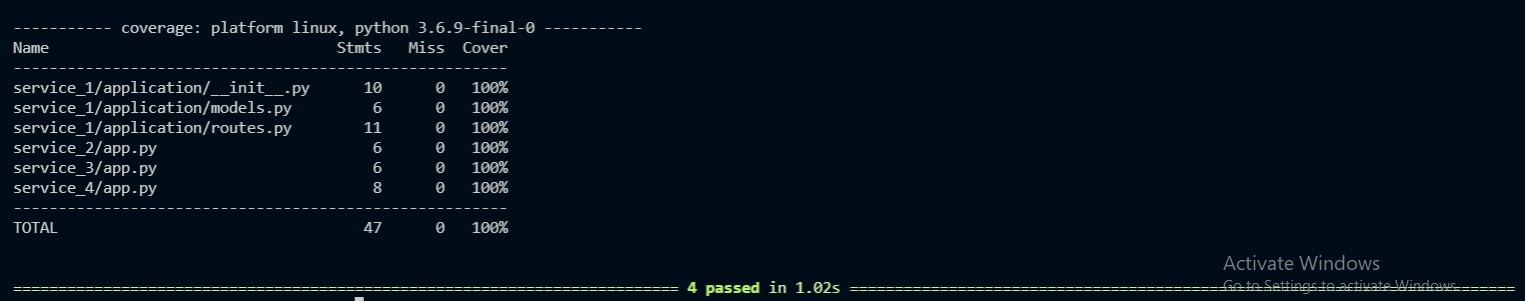 ----------- coverage: platform linux, python 3.6.9-final-0 -----------
Name                                Stmts   Miss  Cover
-------------------------------------------------------
service_1/application/__init__.py      10      0   100%
service_1/application/models.py         6      0   100%
service_1/application/routes.py        11      0   100%
service_2/app.py                        6      0   100%
service_3/app.py                        6      0   100%
service_4/app.py                        8      0   100%
-------------------------------------------------------
TOTAL                                  47      0   100%
Activate Windows
========================================================================== 4 passed in 1.02s ==========================================================================
Go to Settings to activate Windows.